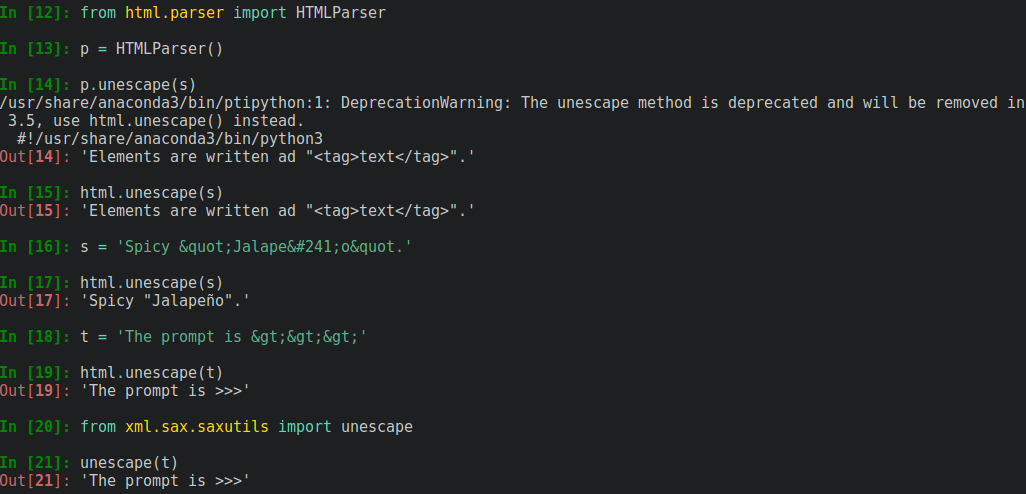 In [12]: from html.parser import HTMLParser
In [13]: p = HTMLParser()
In [14]: p.unescape(s)
/usr/share/anaconda3/bin/ptipython:1: DeprecationWarning: The unescape method is deprecated and will be removed in
3.5, use html.unescape() instead.
#!/usr/share/anaconda3/bin/python3
Out[14]: 'Elements are written ad "<tag>text</tag>".'
In [15]: html.unescape(s)
Out[15]: 'Elements are written ad "<tag>text</tag>".'
In [16]: s = 'Spicy &quot;Jalape&#241;o&quot.'
In [17]: html.unescape(s)
Out[17]: 'Spicy "Jalapeño".'
In [18]: t = 'The prompt is &gt;&gt;&gt;'
In [19]: html.unescape(t)
Out[19]: 'The prompt is >>>'
In [20]: from xml.sax.saxutils import unescape
In [21]: unescape(t)
Out[21]: 'The prompt is >>>'